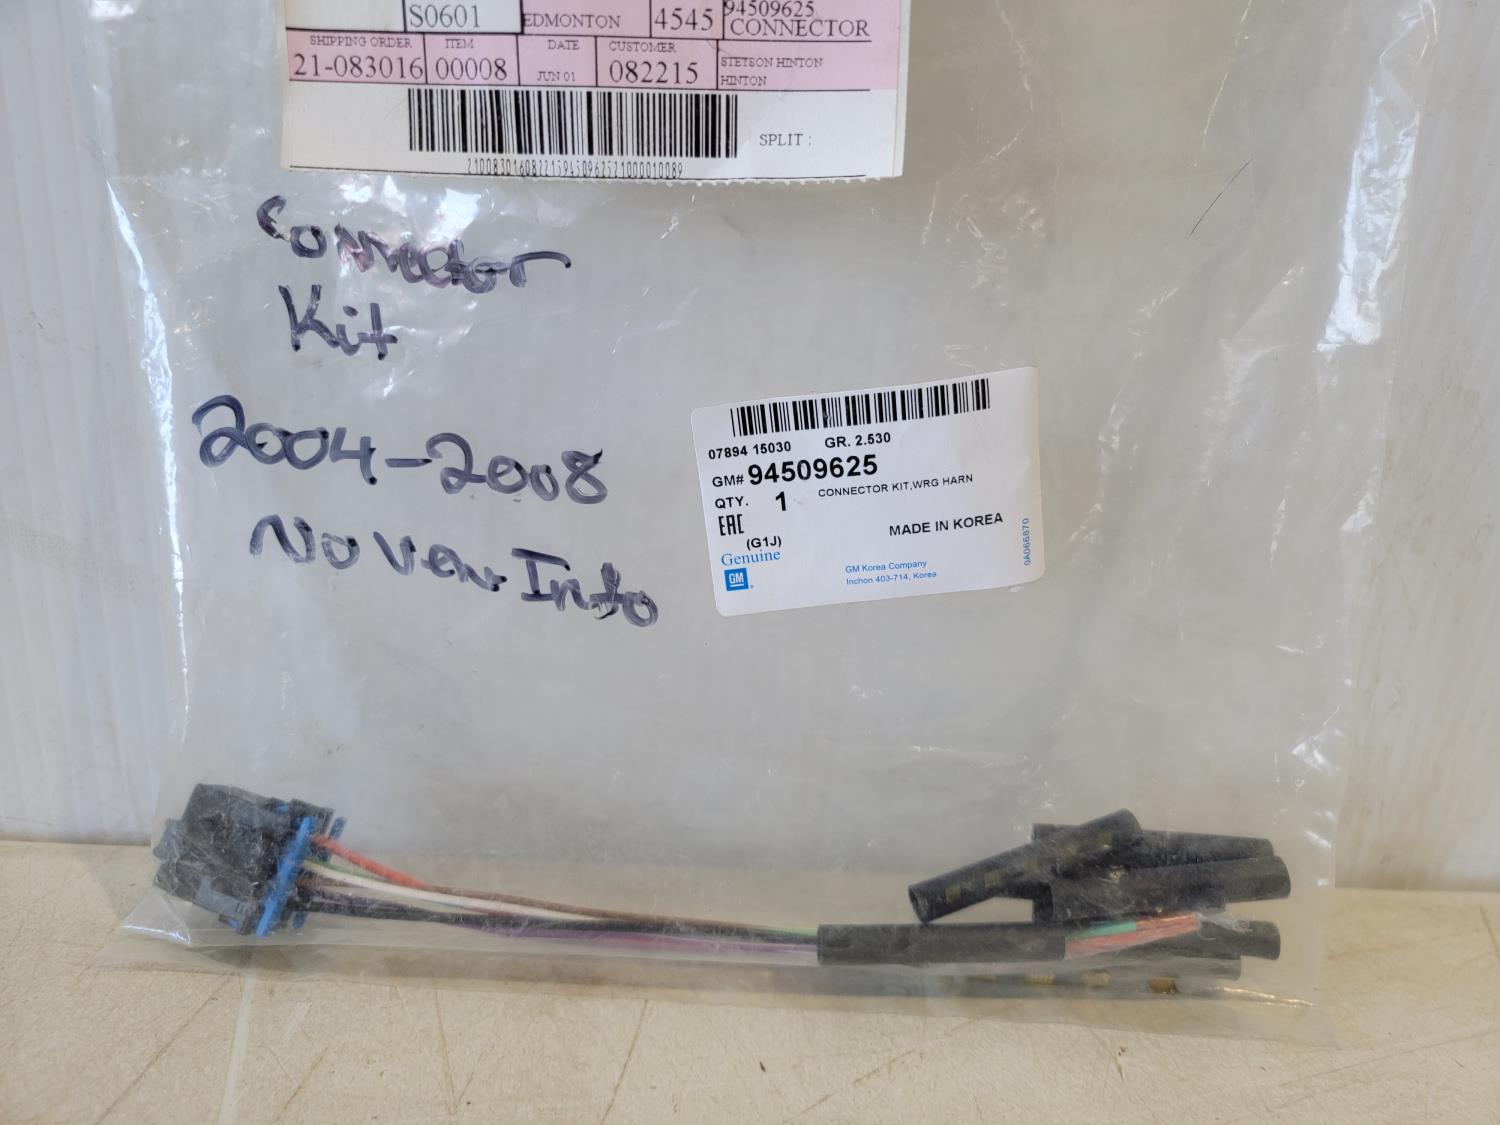 S0601 EDMONTON 4545 94509625
CONNECTOR
SHIPPING ORDER ITEM DATE CUSTOMER
21-083016 00008 JUN 01 082215 STETSON HINTON
HINTON
SPLIT :
Connector
Kit
2004-2008
No Info
07894 15030 GR. 2.530
GM# 94509625
QTY. 1 CONNECTOR KIT,WRG HARN
EAC
(G1J) MADE IN KOREA
Genuine
GM
GM Korea Company
Inchon 403-714, Korea
0A066870